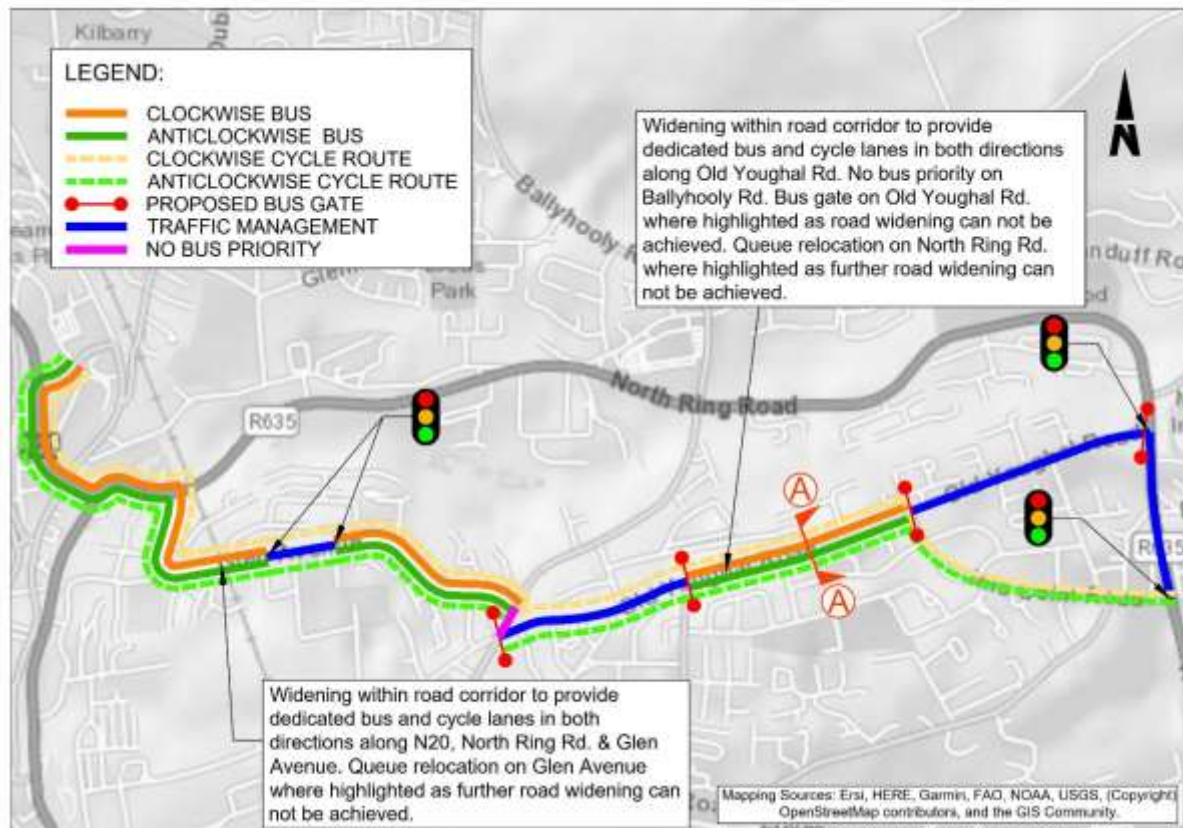 Kilbarry
LEGEND:
CLOCKWISE BUS
ANTICLOCKWISE BUS
CLOCKWISE CYCLE ROUTE
ANTICLOCKWISE CYCLE ROUTE
PROPOSED BUS GATE
TRAFFIC MANAGEMENT
NO BUS PRIORITY
Widening within road corridor to provide
dedicated bus and cycle lanes in both directions
along Old Youghal Rd. No bus priority on
Ballyhooly Rd. Bus gate on Old Youghal Rd.
where highlighted as road widening can not be
achieved. Queue relocation on North Ring Rd.
where highlighted as further road widening can
not be achieved.
N
Park
North Ring Road
R635
A
A
Widening within road corridor to provide
dedicated bus and cycle lanes in both
directions along N20, North Ring Rd. & Glen
Avenue. Queue relocation on Glen Avenue
where highlighted as further road widening can
not be achieved.
Mapping Sources: Ersi, HERE, Garmin, FAO, NOAA, USGS, (Copyright)
OpenStreetMap contributors, and the GIS Community.